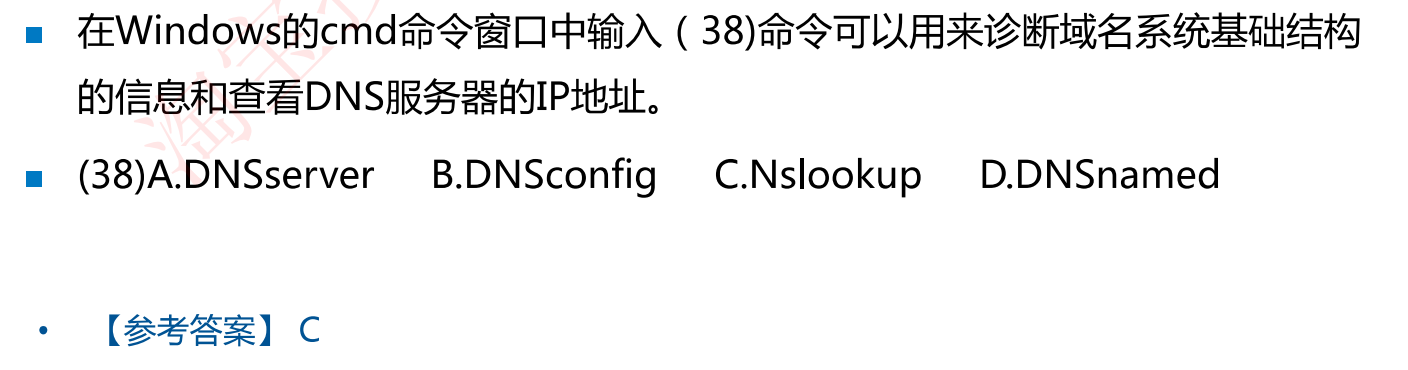 ■ 在Windows的cmd命令窗口中输入（38)命令可以用来诊断域名系统基础结构
的信息和查看DNS服务器的IP地址。
■ (38)A.DNSserver B.DNSconfig C.Nslookup D.DNSnamed
• 【参考答案】 C
淘宝